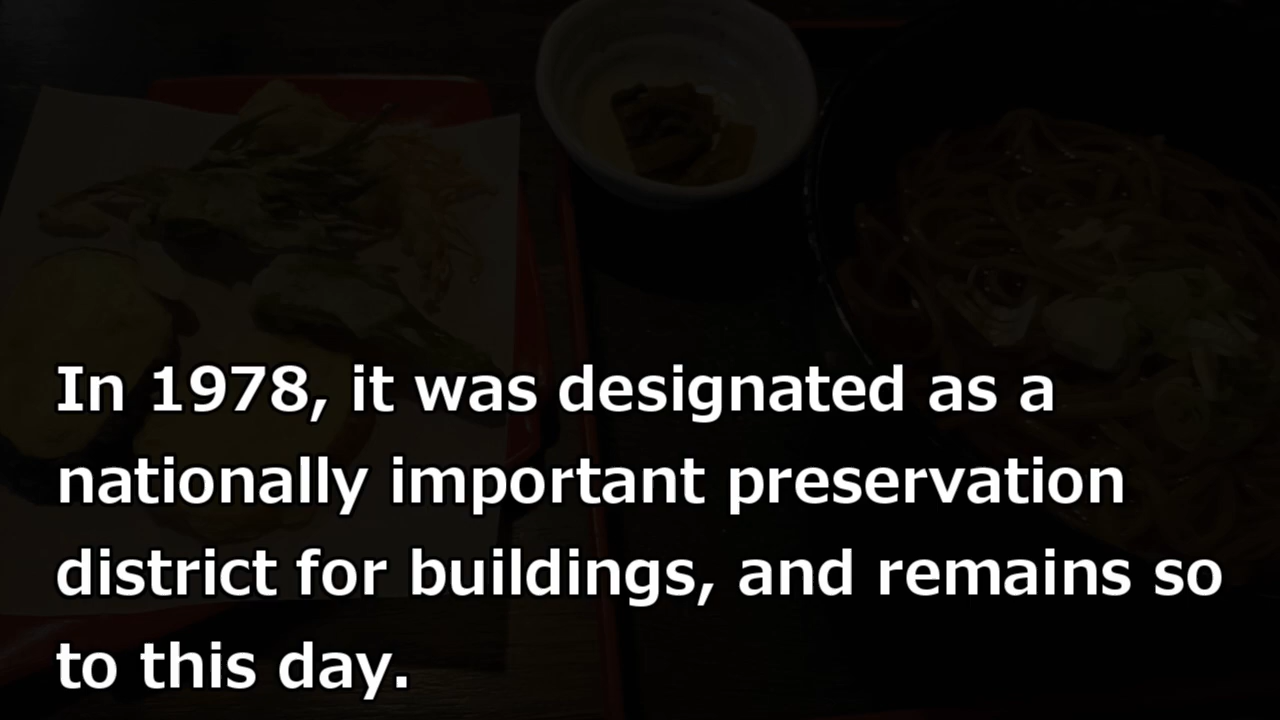 In 1978, it was designated as a
nationally important preservation
district for buildings, and remains so
to this day.